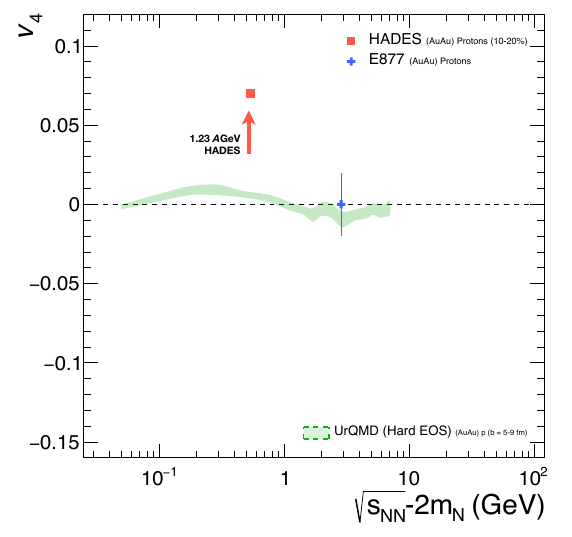 v₄
0.1
HADES (AuAu) Protons (10-20%)
E877 (AuAu) Protons
0.05
1.23 AGeV
HADES
0
−0.05
−0.1
−0.15
UrQMD (Hard EOS) (AuAu) p (b = 5-9 fm)
10⁻¹ 1 10 10²
√sNN-2mN (GeV)